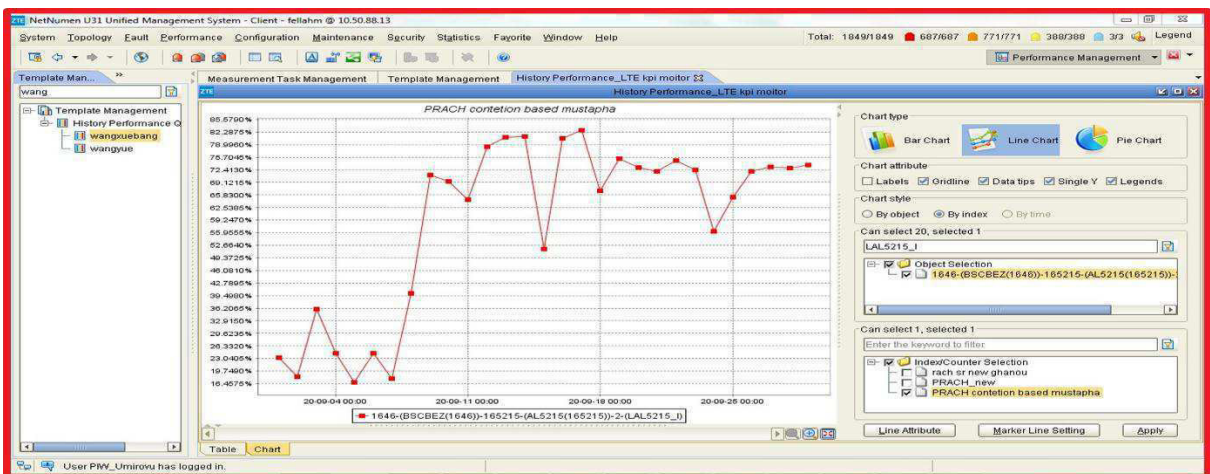 ZTE NetNumen U31 Unified Management System - Client - fellahm @ 10.50.88.13
System Topology Fault Performance Configuration Maintenance Security Statistics Favorite Window Help
Total: 1849/1849 687/687 771/771 388/388 3/3 Legend
Performance Management
Template Man... »
Measurement Task Management Template Management History Performance_LTE kpi moitor
wang
ZTE History Performance_LTE kpi moitor
Template Management
History Performance Q
wangxuebang
wangyue
PRACH contetion based mustapha
85.5790%
82.2875%
78.9960%
75.7045%
72.4130%
69.1215%
65.8300%
62.5385%
59.2470%
55.9555%
52.6640%
49.3725%
46.0810%
42.7895%
39.4980%
36.2065%
32.9150%
29.6235%
26.3320%
23.0405%
19.7490%
16.4575%
20-09-04 00:00 20-09-11 00:00 20-09-18 00:00 20-09-25 00:00
1646-(BSCBEZ(1646))-165215-(AL5215(165215))-2-(LAL5215_I)
Chart type
Bar Chart Line Chart Pie Chart
Chart attribute
Labels Gridline Data tips Single Y Legends
Chart style
By object By index By time
Can select 20, selected 1
LAL5215_I
Object Selection
1646-(BSCBEZ(1646))-165215-(AL5215(165215))-
Can select 1, selected 1
Enter the keyword to filter
Index/Counter Selection
rach sr new ghanou
PRACH_new
PRACH contetion based mustapha
Line Attribute Marker Line Setting Apply
Table Chart
User PIW_Umirovu has logged in.